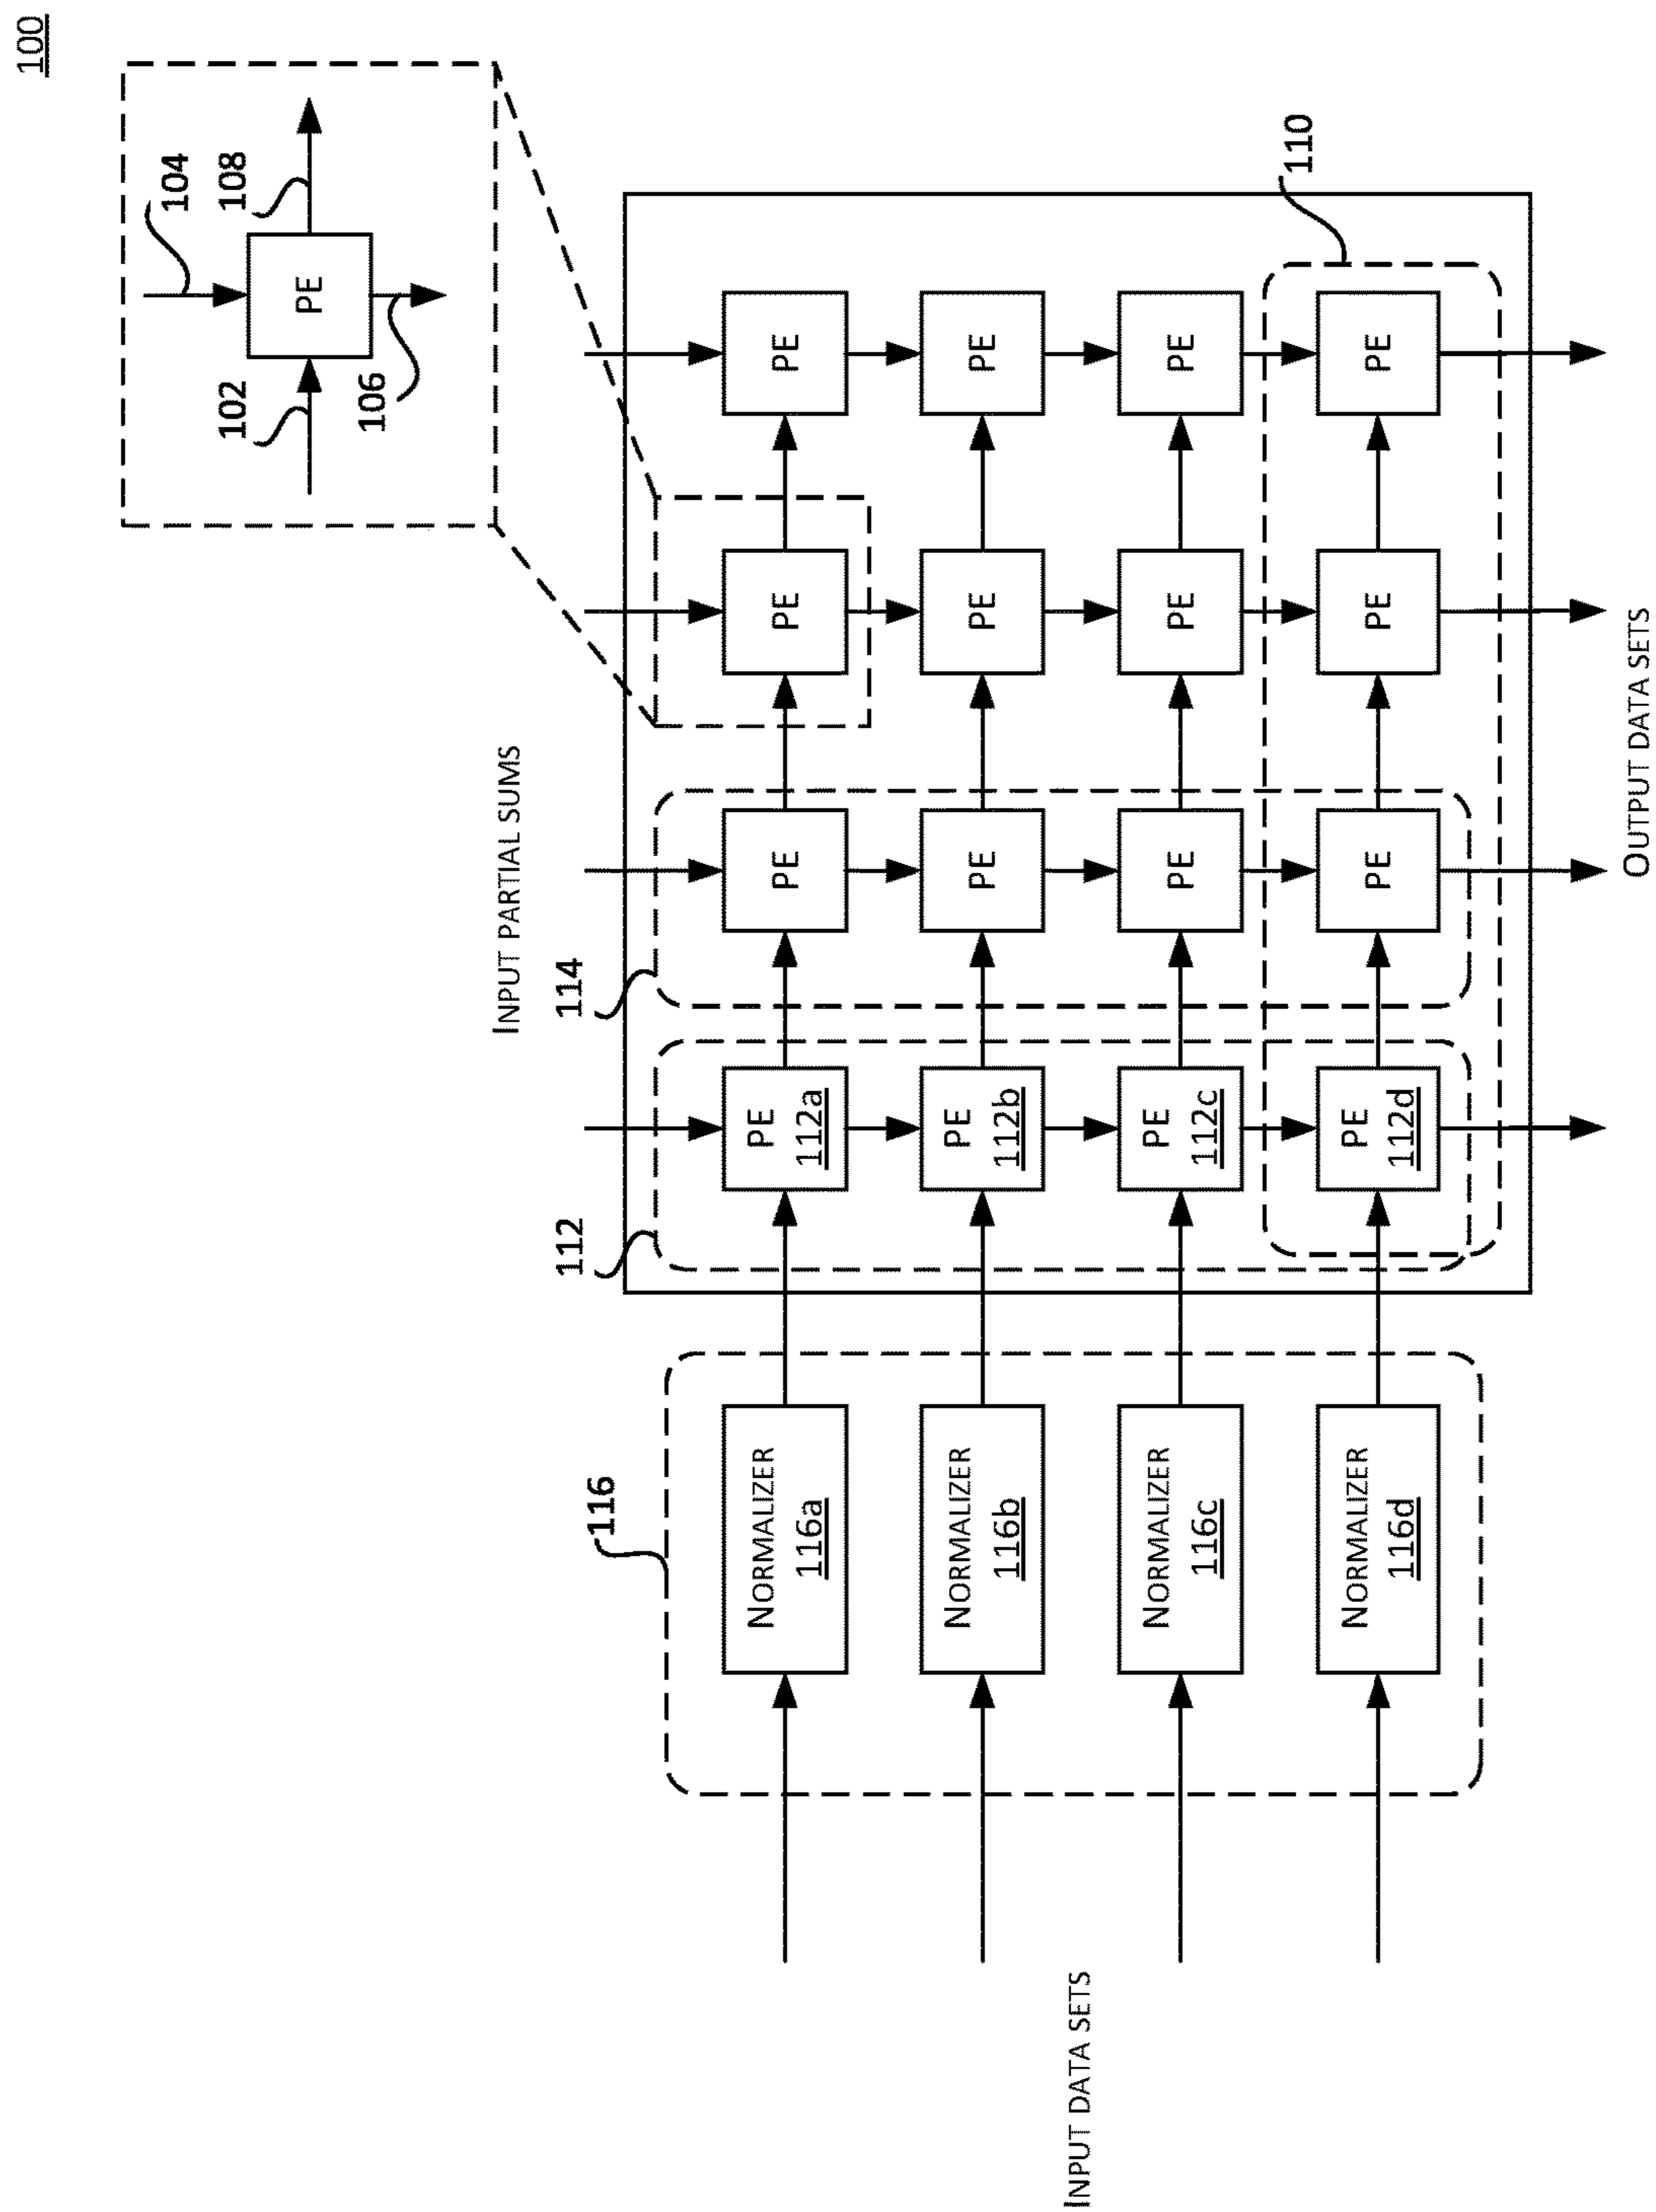 100
104
102
108
PE
106
INPUT PARTIAL SUMS
112
114
116
NORMALIZER
116a
PE
112a
PE
PE
PE
NORMALIZER
116b
PE
112b
PE
PE
PE
INPUT DATA SETS
NORMALIZER
116c
PE
112c
PE
PE
PE
110
NORMALIZER
116d
PE
112d
PE
PE
PE
OUTPUT DATA SETS